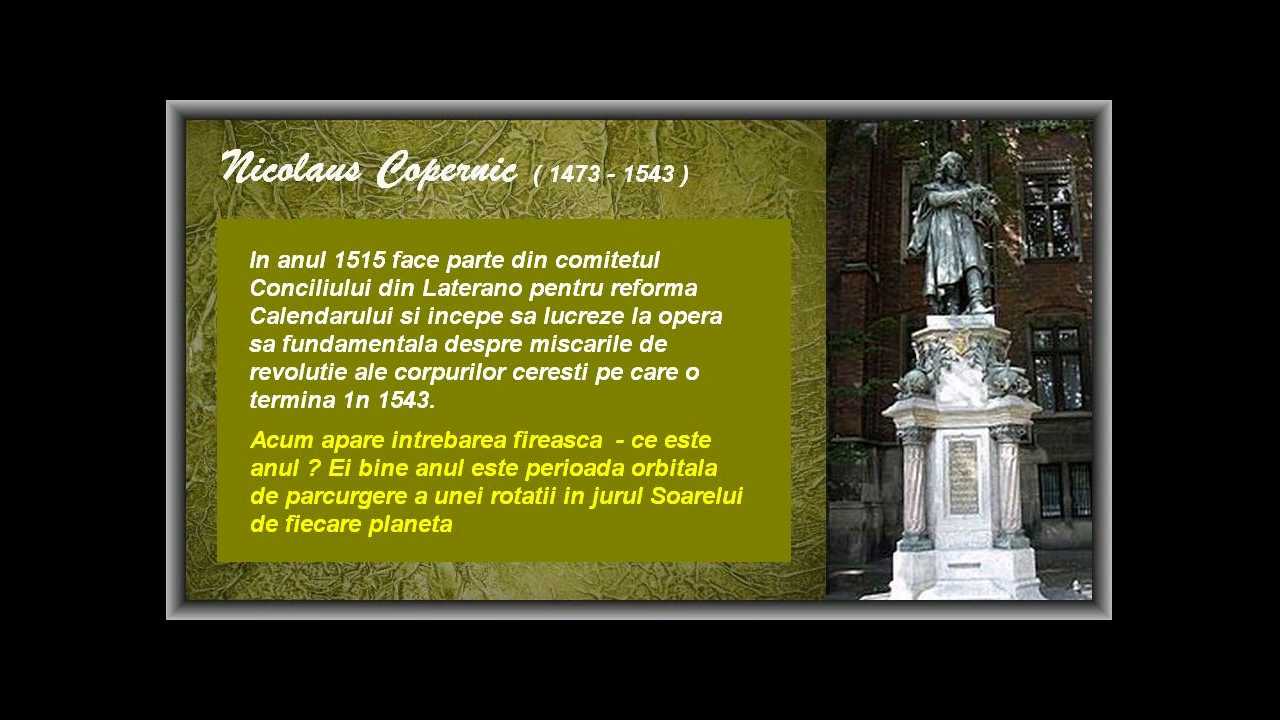 Nicolaus Copernic ( 1473 - 1543 )
In anul 1515 face parte din comitetul
Conciliului din Laterano pentru reforma
Calendarului si incepe sa lucreze la opera
sa fundamentala despre miscarile de
revolutie ale corpurilor ceresti pe care o
termina 1n 1543.
Acum apare intrebarea fireasca - ce este
anul ? Ei bine anul este perioada orbitala
de parcurgere a unei rotatii in jurul Soarelui
de fiecare planeta